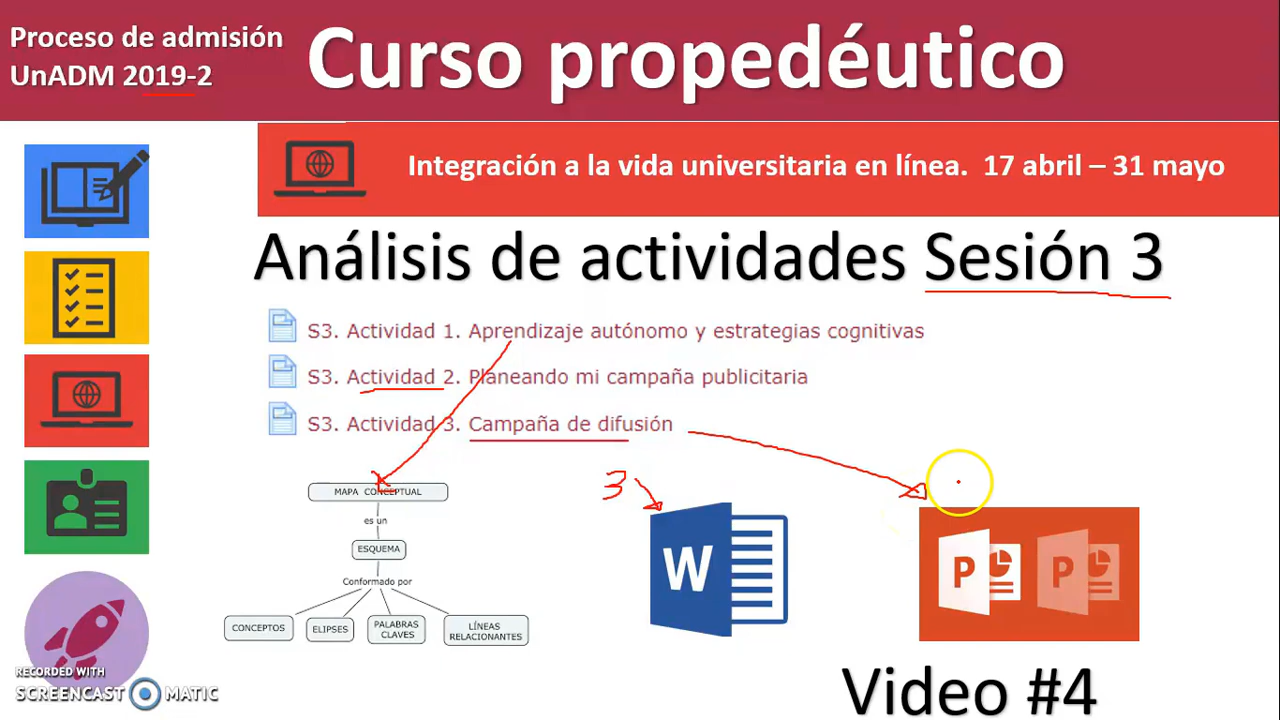 Proceso de admisión
UnADM 2019-2
Curso propedéutico
Integración a la vida universitaria en línea. 17 abril – 31 mayo
Análisis de actividades Sesión 3
S3. Actividad 1. Aprendizaje autónomo y estrategias cognitivas
S3. Actividad 2. Planeando mi campaña publicitaria
S3. Actividad 3. Campaña de difusión
MAPA CONCEPTUAL
es un
ESQUEMA
Conformado por
CONCEPTOS
ELIPSES
PALABRAS
CLAVES
LÍNEAS
RELACIONANTES
3
W
P
P
RECORDED WITH
SCREENCAST MATIC
Video #4